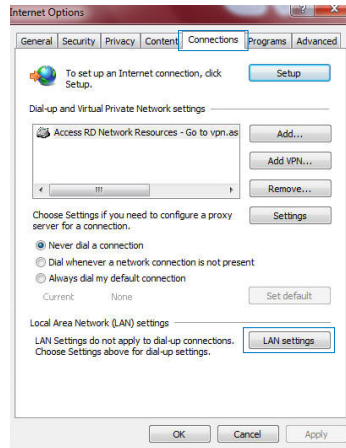 Internet Options
General Security Privacy Content Connections Programs Advanced
To set up an Internet connection, click
Setup.
Setup
Dial-up and Virtual Private Network settings
Access RD Network Resources - Go to vpn.as
Add...
Add VPN...
Remove...
Choose Settings if you need to configure a proxy
server for a connection.
Settings
Never dial a connection
Dial whenever a network connection is not present
Always dial my default connection
Current None
Set default
Local Area Network (LAN) settings
LAN Settings do not apply to dial-up connections.
Choose Settings above for dial-up settings.
LAN settings
OK Cancel Apply